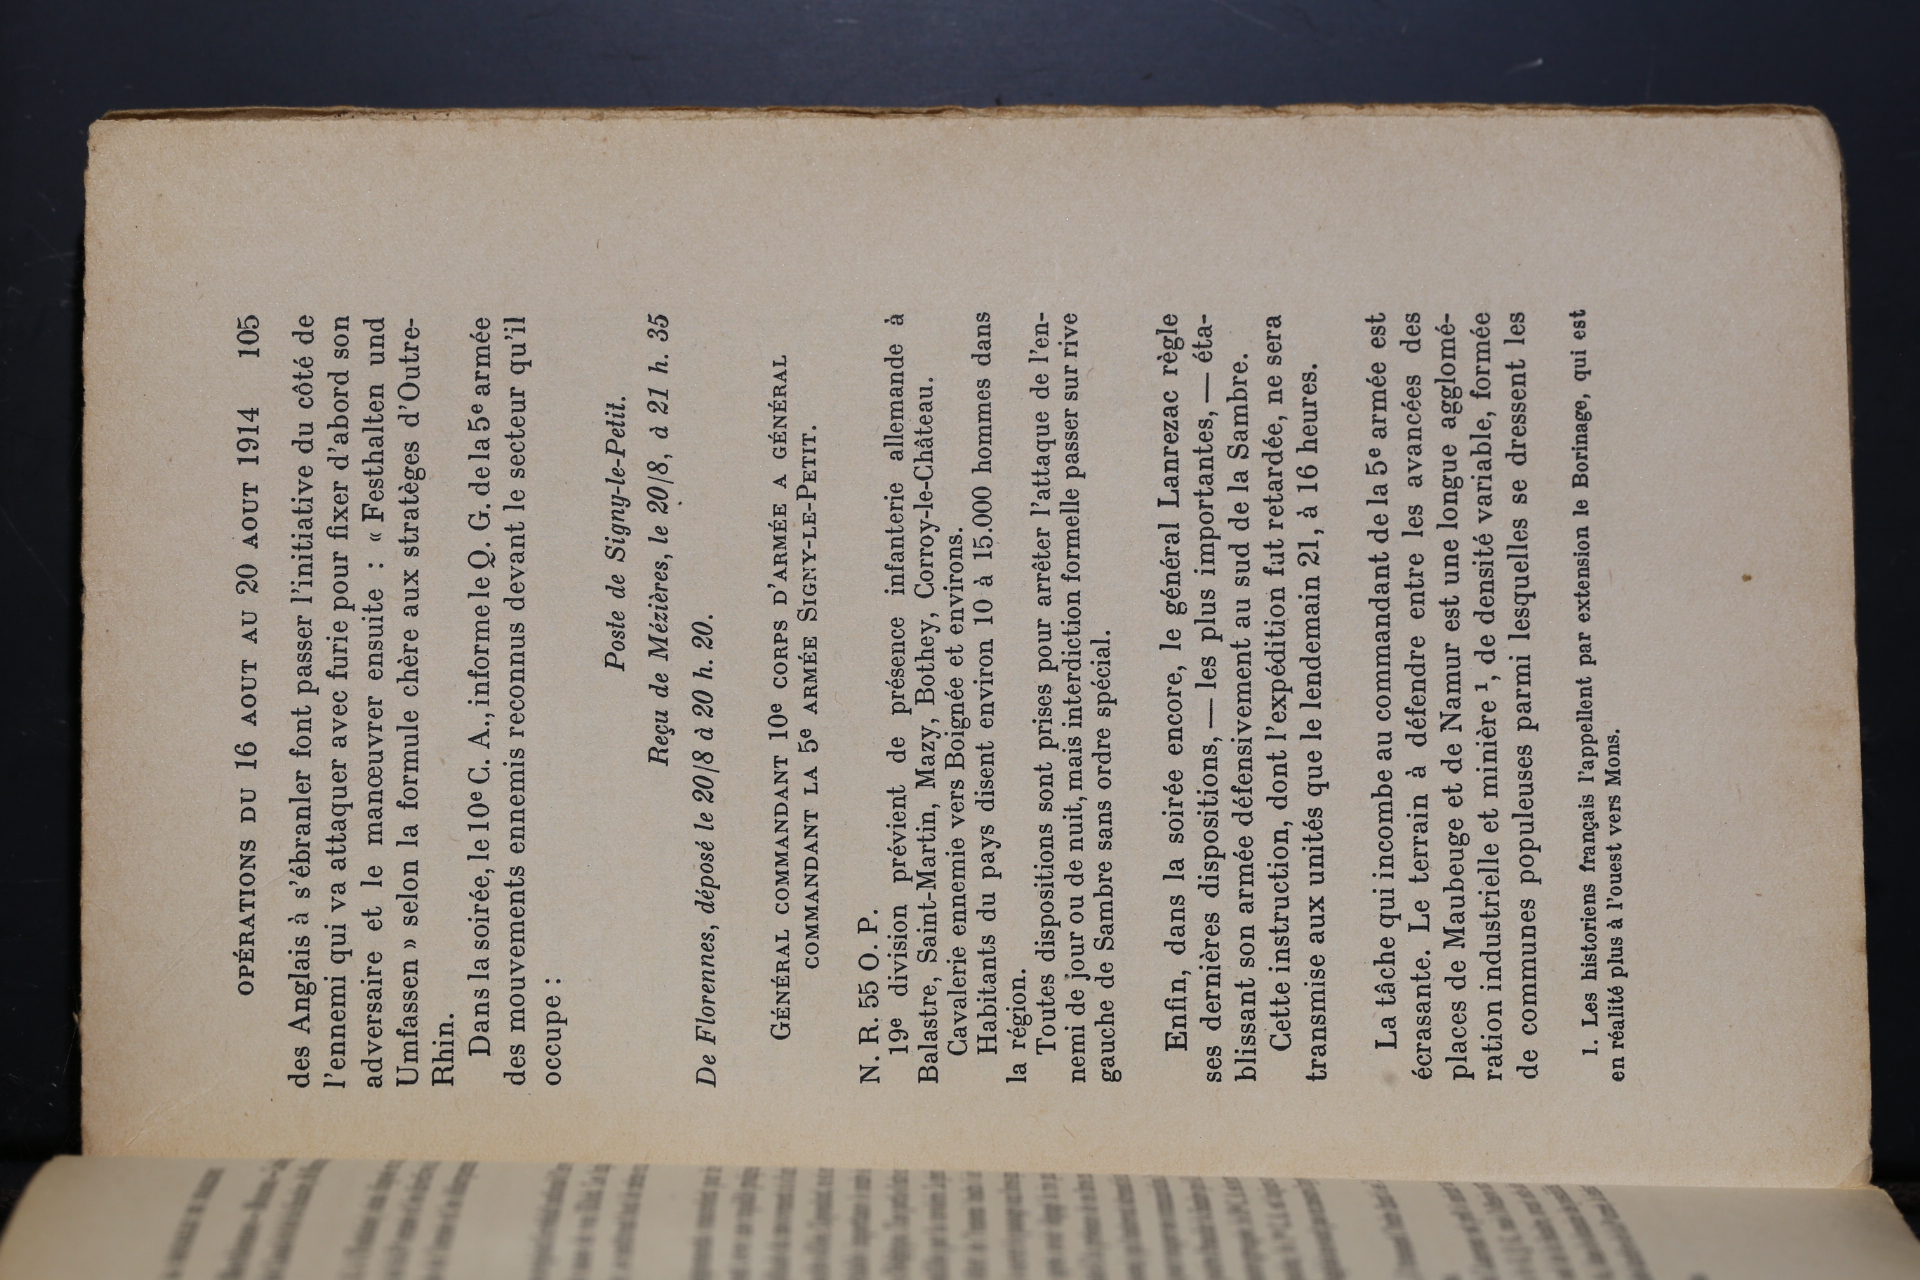 OPÉRATIONS DU 16 AOUT AU 20 AOUT 1914 105
des Anglais à s'ébranler font passer l'initiative du côté de
l'ennemi qui va attaquer avec furie pour fixer d'abord son
adversaire et le manœuvrer ensuite : « Festhalten und
Umfassen » selon la formule chère aux stratèges d'Outre-
Rhin.
Dans la soirée, le 10e C. A., informe le Q. G. de la 5e armée
des mouvements ennemis reconnus devant le secteur qu'il
occupe :
Poste de Signy-le-Petit.
Reçu de Mézières, le 20/8, à 21 h. 35
De Florennes, déposé le 20/8 à 20 h. 20.
GÉNÉRAL COMMANDANT 10e CORPS D'ARMÉE A GÉNÉRAL
COMMANDANT LA 5e ARMÉE SIGNY-LE-PETIT.
N. R. 55 O. P.
19e division prévient de présence infanterie allemande à
Balastre, Saint-Martin, Mazy, Bothey, Corroy-le-Château.
Cavalerie ennemie vers Boignée et environs.
Habitants du pays disent environ 10 à 15.000 hommes dans
la région.
Toutes dispositions sont prises pour arrêter l'attaque de l'en-
nemi de jour ou de nuit, mais interdiction formelle passer sur rive
gauche de Sambre sans ordre spécial.
Enfin, dans la soirée encore, le général Lanrezac règle
ses dernières dispositions, — les plus importantes, — éta-
blissant son armée défensivement au sud de la Sambre.
Cette instruction, dont l'expédition fut retardée, ne sera
transmise aux unités que le lendemain 21, à 16 heures.
La tâche qui incombe au commandant de la 5e armée est
écrasante. Le terrain à défendre entre les avancées des
places de Maubeuge et de Namur est une longue agglomé-
ration industrielle et minière 1, de densité variable, formée
de communes populeuses parmi lesquelles se dressent les
1. Les historiens français l'appellent par extension le Borinage, qui est
en réalité plus à l'ouest vers Mons.